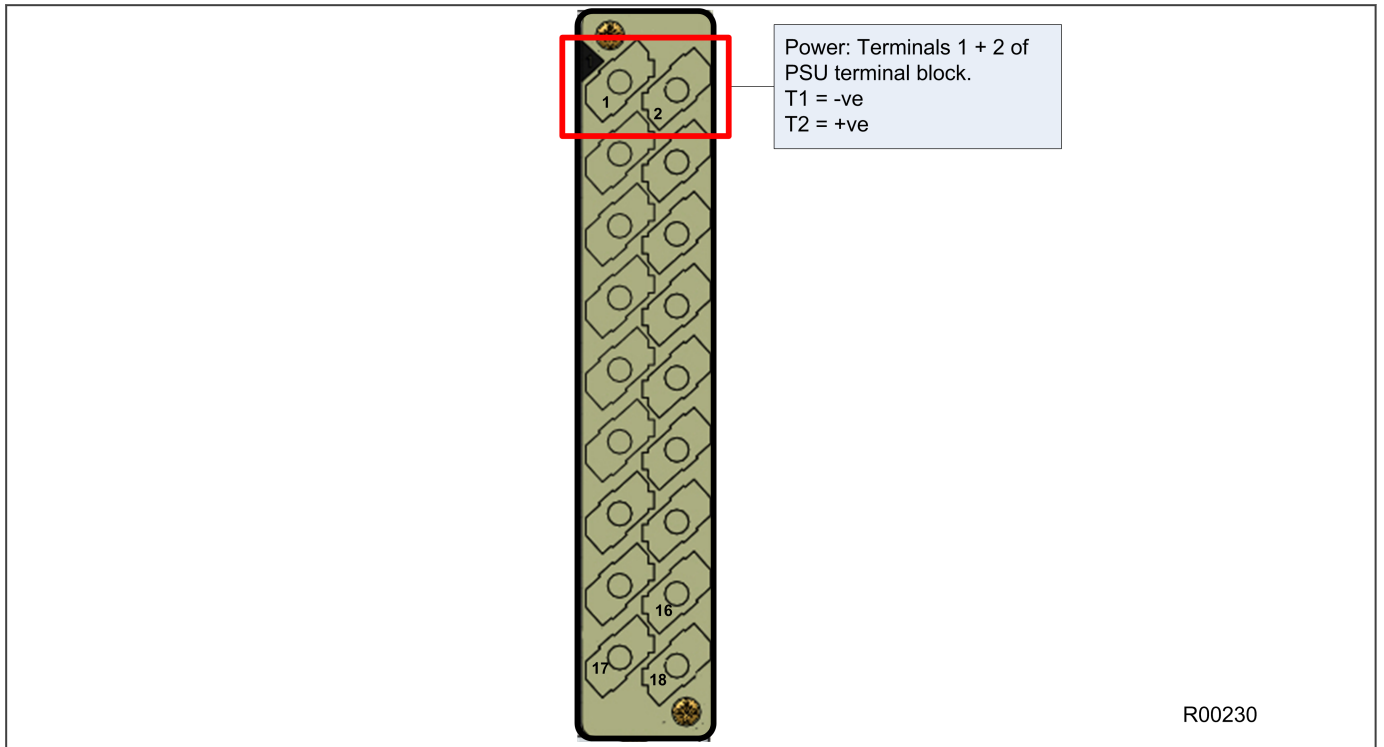 Power: Terminals 1 + 2 of
PSU terminal block.
T1 = -ve
T2 = +ve
1
2
16
17
18
R00230